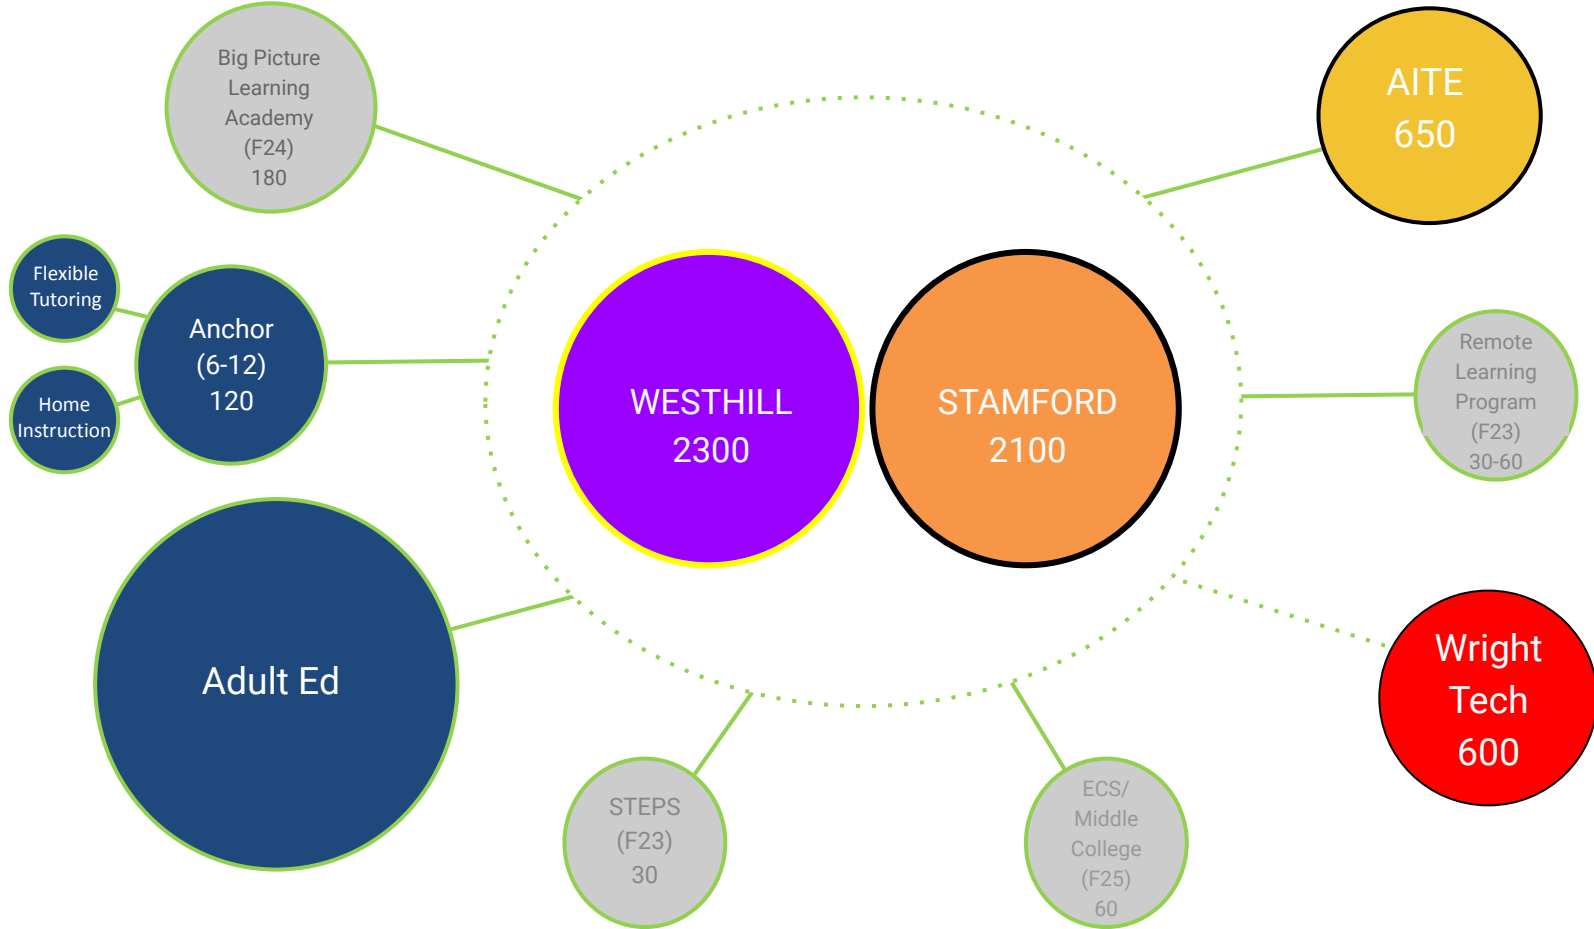 Big Picture
Learning
Academy
(F24)
180
AITE
650
Flexible
Tutoring
Anchor
(6-12)
120
Home
Instruction
WESTHILL
2300
STAMFORD
2100
Remote
Learning
Program
(F23)
30-60
Adult Ed
Wright
Tech
600
STEPS
(F23)
30
ECS/
Middle
College
(F25)
60